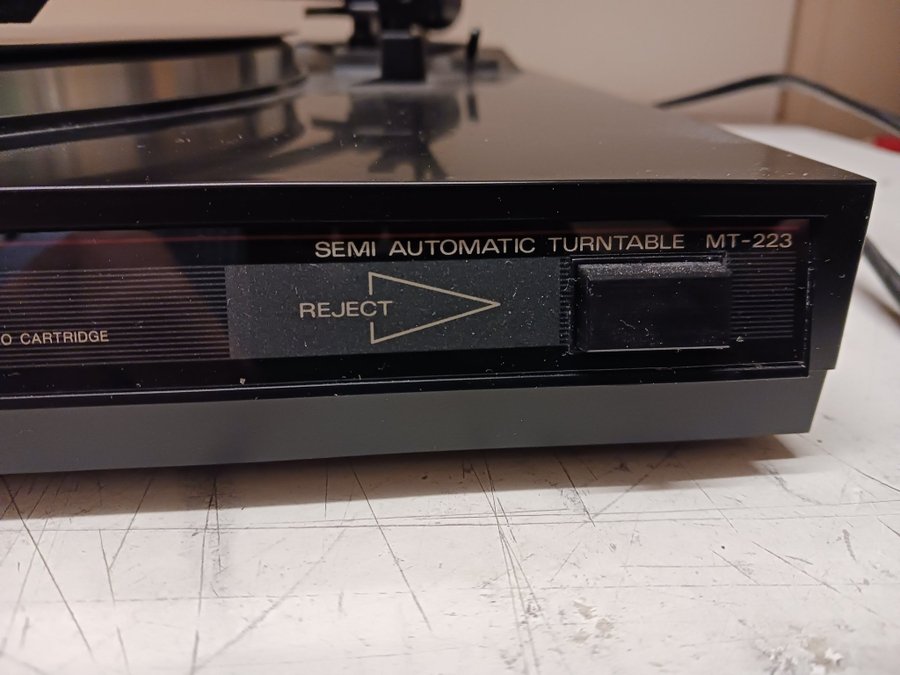 SEMI AUTOMATIC TURNTABLE MT-223
REJECT
CARTRIDGE